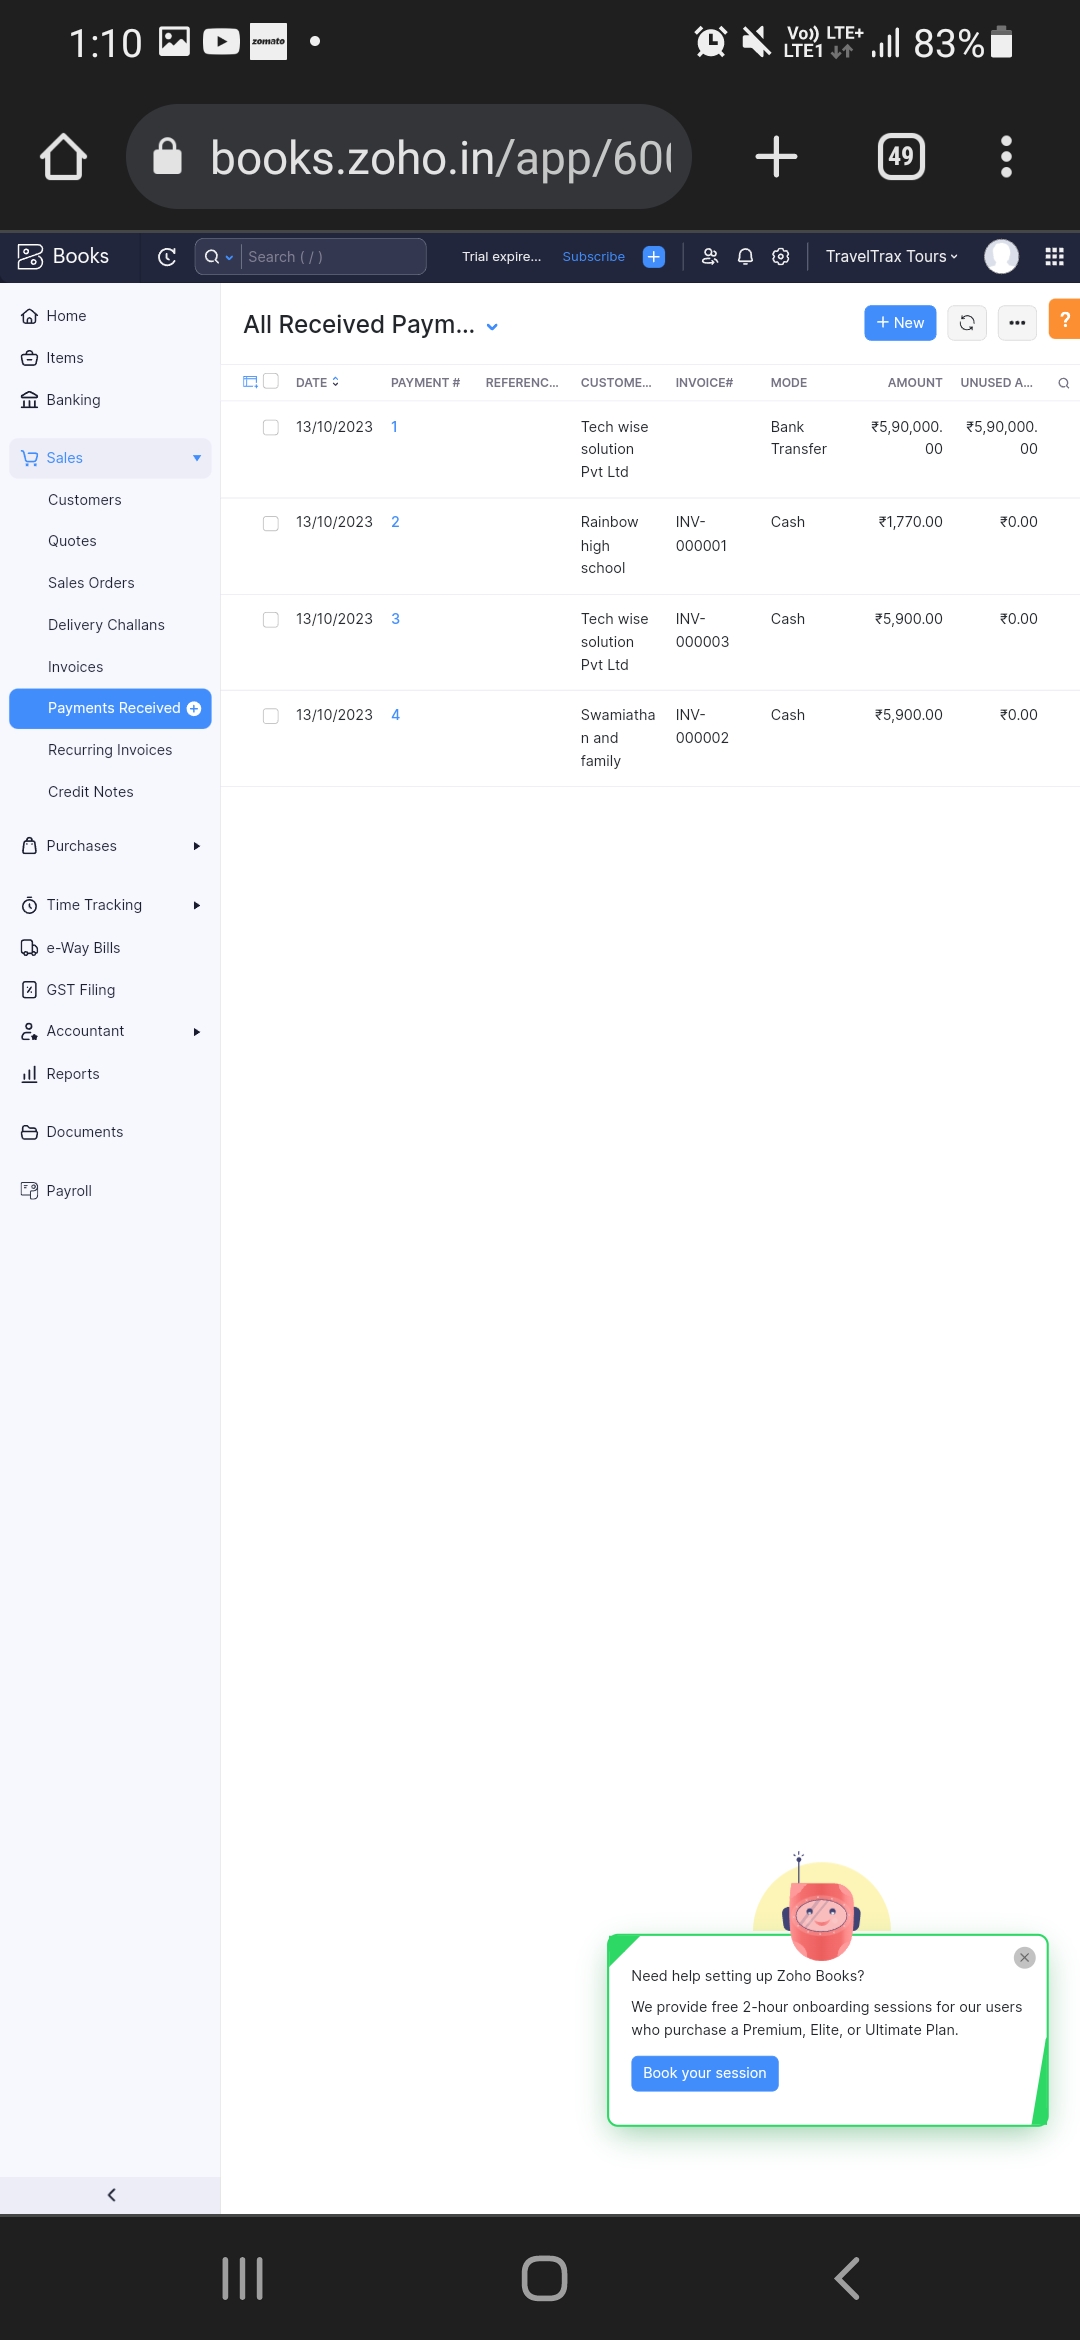 1:10
zomato
Vo)) LTE+
LTE1
83%
books.zoho.in/app/60
49
Books
Search ( / )
Trial expire...
Subscribe
TravelTrax Tours
Home
Items
Banking
Sales
Customers
Quotes
Sales Orders
Delivery Challans
Invoices
Payments Received
Recurring Invoices
Credit Notes
Purchases
Time Tracking
e-Way Bills
GST Filing
Accountant
Reports
Documents
Payroll
All Received Paym...
+ New
?
DATE PAYMENT # REFERENC... CUSTOME... INVOICE# MODE AMOUNT UNUSED A...
13/10/2023 1 Tech wise Bank ₹5,90,000. ₹5,90,000.
solution Transfer 00 00
Pvt Ltd
13/10/2023 2 Rainbow INV- Cash ₹1,770.00 ₹0.00
high 000001
school
13/10/2023 3 Tech wise INV- Cash ₹5,900.00 ₹0.00
solution 000003
Pvt Ltd
13/10/2023 4 Swamiatha INV- Cash ₹5,900.00 ₹0.00
n and 000002
family
Need help setting up Zoho Books?
We provide free 2-hour onboarding sessions for our users
who purchase a Premium, Elite, or Ultimate Plan.
Book your session